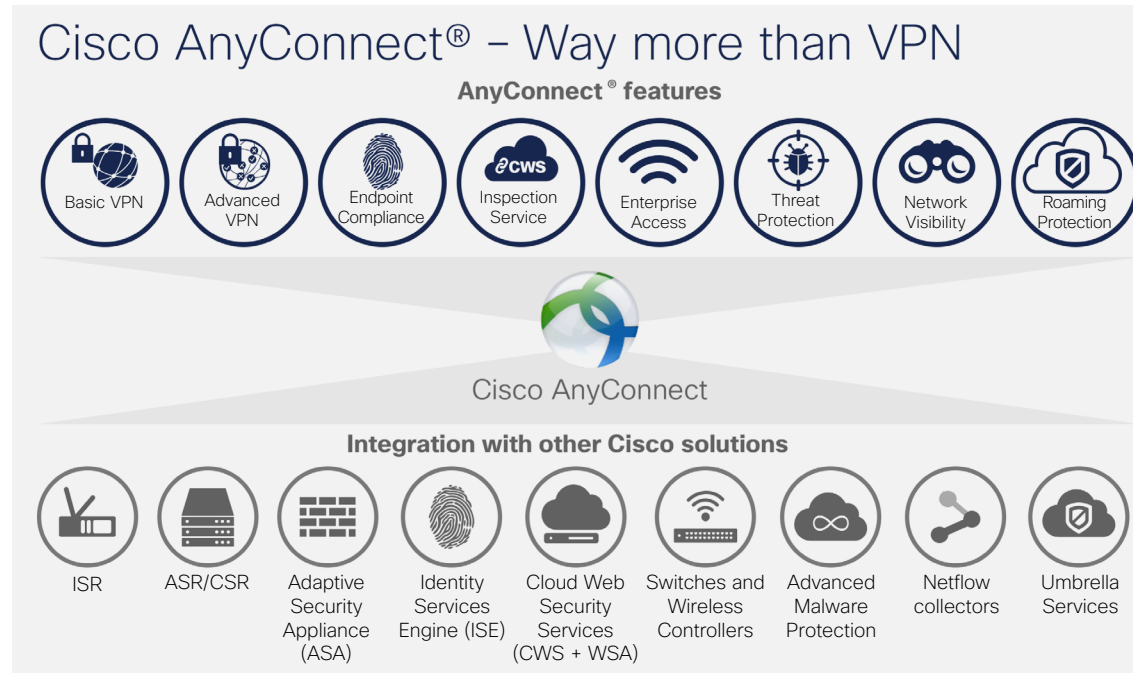 Cisco AnyConnect® – Way more than VPN
AnyConnect® features
Basic VPN
Advanced
VPN
Endpoint
Compliance
CWS
Inspection
Service
Enterprise
Access
Threat
Protection
Network
Visibility
Roaming
Protection
Cisco AnyConnect
Integration with other Cisco solutions
ISR
ASR/CSR
Adaptive
Security
Appliance
(ASA)
Identity
Services
Engine (ISE)
Cloud Web
Security
Services
(CWS + WSA)
Switches and
Wireless
Controllers
Advanced
Malware
Protection
Netflow
collectors
Umbrella
Services